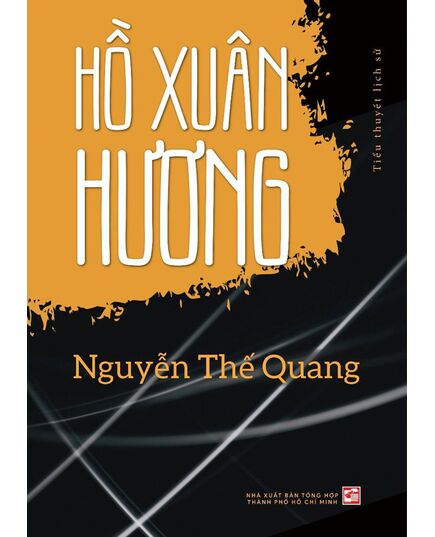 HỒ XUÂN
HƯƠNG
Tiểu thuyết lịch sử
Nguyễn Thế Quang
NHÀ XUẤT BẢN TỔNG HỢP
THÀNH PHỐ HỒ CHÍ MINH